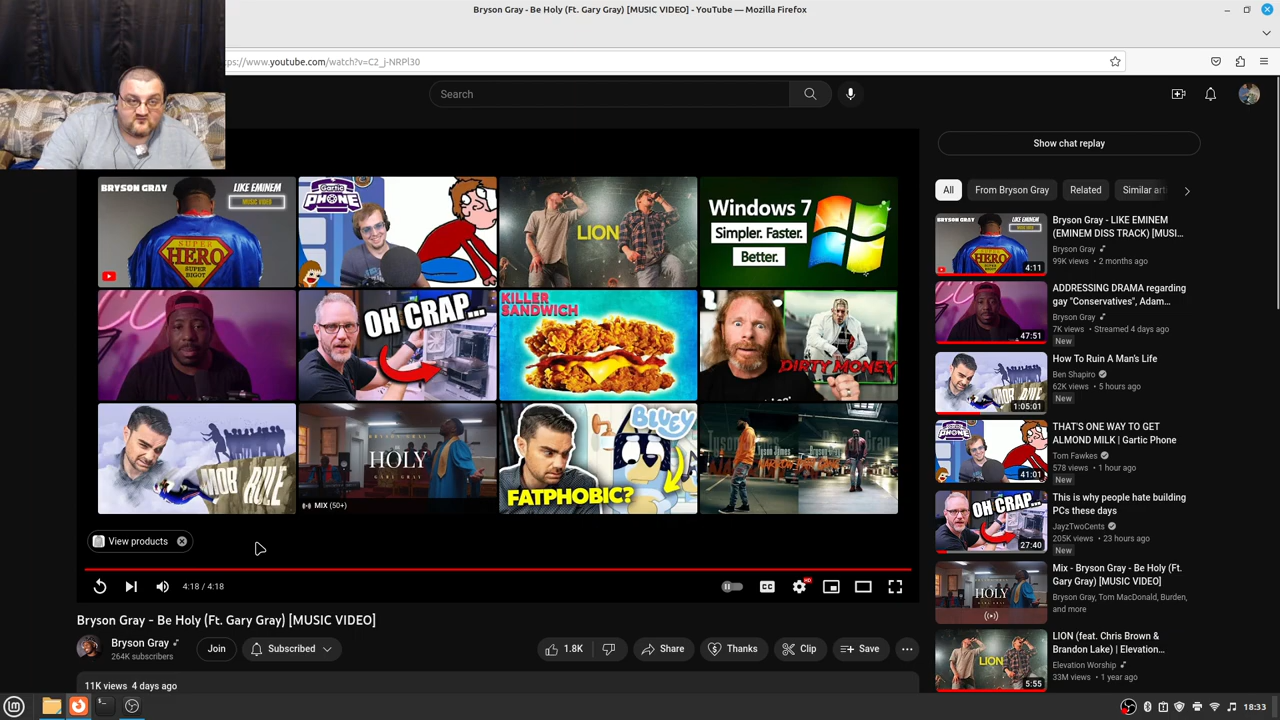 Bryson Gray - Be Holy (Ft. Gary Gray) [MUSIC VIDEO] - YouTube — Mozilla Firefox
ps://www.youtube.com/watch?v=C2_j-NRPl30
Search
Show chat replay
All
From Bryson Gray
Related
Similar arti
BRYSON GRAY
LIKE EMINEM
MUSIC VIDEO
SUPER
HERO
SUPER
BIGOT
Gartic
PHONE
LION
Windows 7
Simpler. Faster.
Better.
OH CRAP...
KILLER
SANDWICH
DIRTY MONEY
MOB RULE
BRYSON GRAY
HOLY
GARY GRAY
MIX (50+)
BLUEY
FATPHOBIC?
View products
4:18 / 4:18
CC
HD
Bryson Gray - Be Holy (Ft. Gary Gray) [MUSIC VIDEO]
Bryson Gray
264K subscribers
Join
Subscribed
1.8K
Share
Thanks
Clip
Save
11K views 4 days ago
Bryson Gray - LIKE EMINEM
(EMINEM DISS TRACK) [MUSI...
Bryson Gray
99K views • 2 months ago
4:11
ADDRESSING DRAMA regarding
gay "Conservatives", Adam...
Bryson Gray
7K views • Streamed 4 days ago
New
47:51
How To Ruin A Man's Life
Ben Shapiro
62K views • 5 hours ago
New
1:05:01
THAT'S ONE WAY TO GET
ALMOND MILK | Gartic Phone
Tom Fawkes
578 views • 1 hour ago
New
41:01
This is why people hate building
PCs these days
JayzTwoCents
205K views • 23 hours ago
New
27:40
Mix - Bryson Gray - Be Holy (Ft.
Gary Gray) [MUSIC VIDEO]
Bryson Gray, Tom MacDonald, Burden,
and more
LION (feat. Chris Brown &
Brandon Lake) | Elevation...
Elevation Worship
33M views • 1 year ago
5:55
18:33